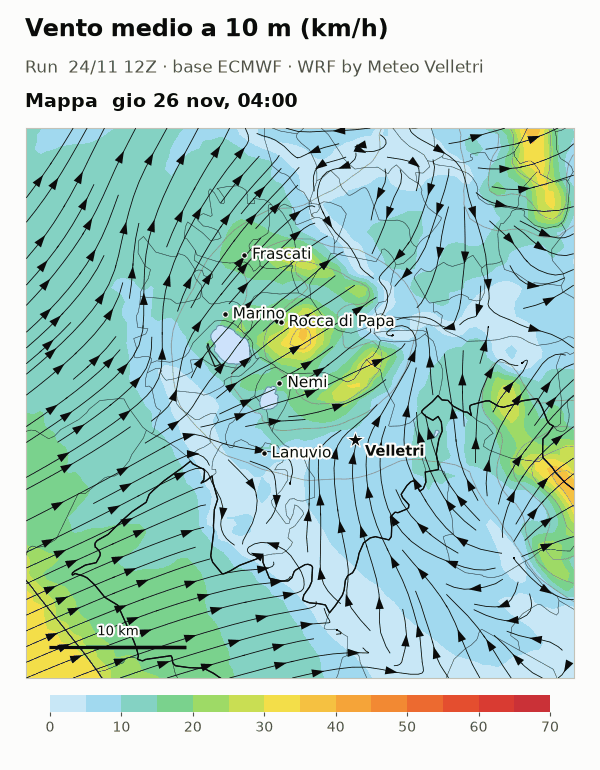 Vento medio a 10 m (km/h)
Run  24/11 12Z · base ECMWF · WRF by Meteo Velletri
Mappa  gio 26 nov, 04:00
Frascati
Marino
Rocca di Papa
Nemi
Velletri
Lanuvio
10 km
0 10 20 30 40 50 60 70